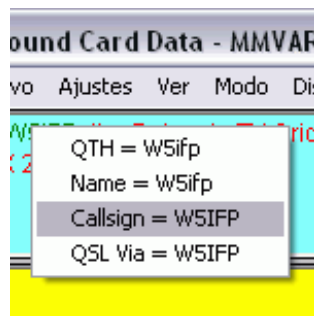 ound Card Data - MMVAR
vo Ajustes Ver Modo Di
QTH = W5ifp
Name = W5ifp
Callsign = W5IFP
QSL Via = W5IFP